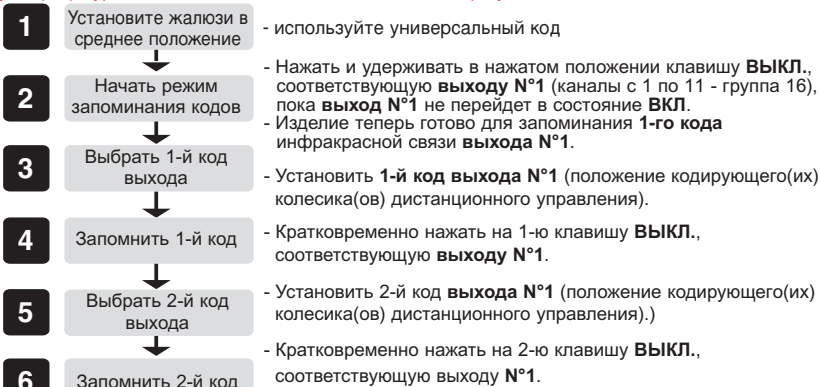 1
Установите жалюзи в
среднее положение
- используйте универсальный код
2
Начать режим
запоминания кодов
- Нажать и удерживать в нажатом положении клавишу ВЫКЛ.,
соответствующую выходу N°1 (каналы с 1 по 11 - группа 16),
пока выход N°1 не перейдет в состояние ВКЛ.
- Изделие теперь готово для запоминания 1-го кода
инфракрасной связи выхода N°1.
3
Выбрать 1-й код
выхода
- Установить 1-й код выхода N°1 (положение кодирующего(их)
колесика(ов) дистанционного управления).
4
Запомнить 1-й код
- Кратковременно нажать на 1-ю клавишу ВЫКЛ.,
соответствующую выходу N°1.
5
Выбрать 2-й код
выхода
- Установить 2-й код выхода N°1 (положение кодирующего(их)
колесика(ов) дистанционного управления).)
6
Запомнить 2-й код
- Кратковременно нажать на 2-ю клавишу ВЫКЛ.,
соответствующую выходу N°1.